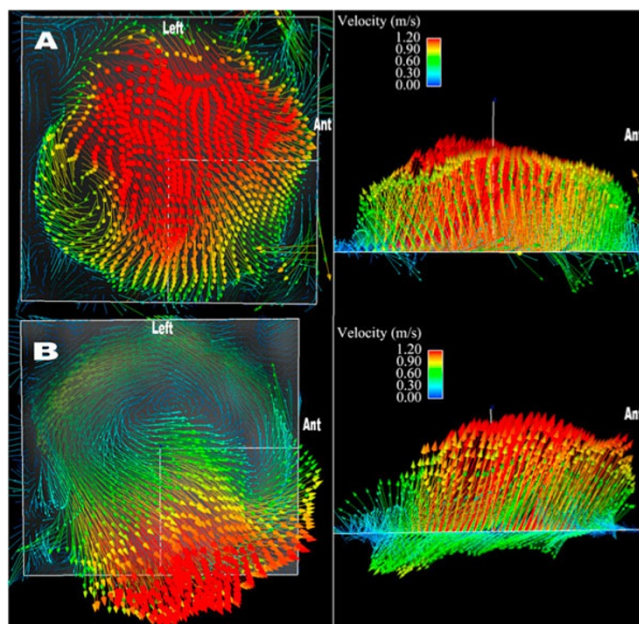 A
Left
Ant
Velocity (m/s)
1.20
0.90
0.60
0.30
0.00
Ant
B
Left
Ant
Velocity (m/s)
1.20
0.90
0.60
0.30
0.00
Ant